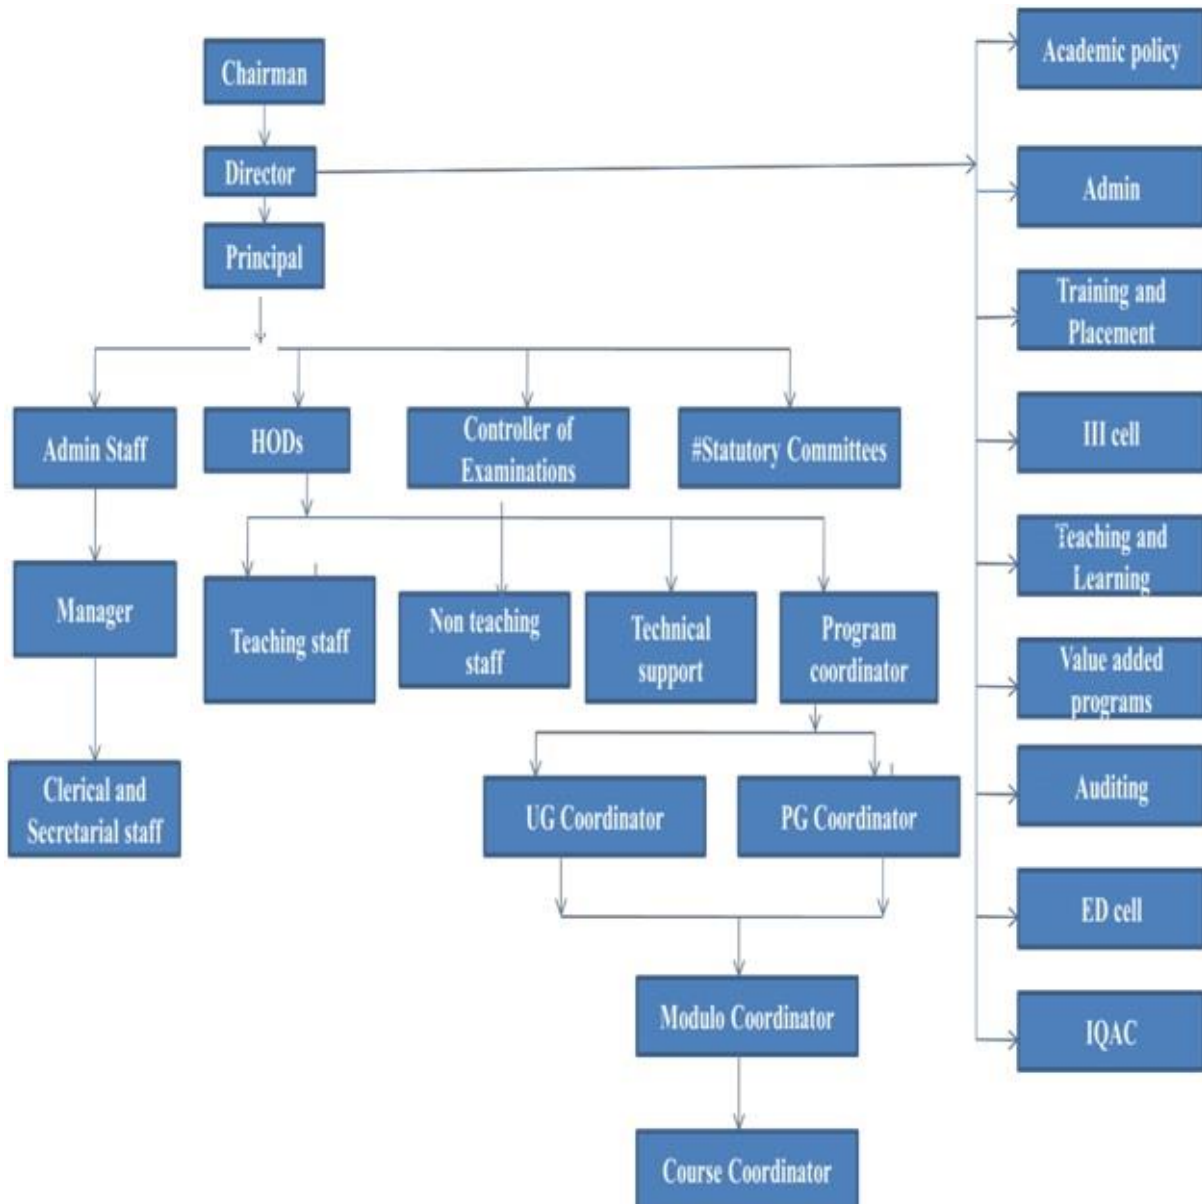 Chairman
Director
Principal
Admin Staff
HODs
Controller of
Examinations
#Statutory Committees
Manager
Teaching staff
Non teaching
staff
Technical
support
Program
coordinator
Clerical and
Secretarial staff
UG Coordinator
PG Coordinator
Modulo Coordinator
Course Coordinator
Academic policy
Admin
Training and
Placement
III cell
Teaching and
Learning
Value added
programs
Auditing
ED cell
IQAC